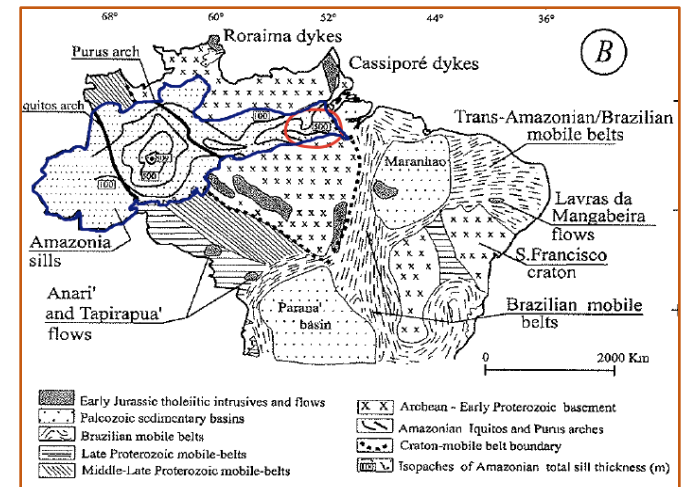 68° 60° 52° 44° 36°
Roraima dykes
Purus arch
Cassiporé dykes
B
quitos arch
100
300
Trans-Amazonian/Brazilian
mobile belts
Maranhao
100
Lavras da
Mangabeira
flows
Amazonia
sills
S.Francisco
craton
Anari'
and Tapirapua'
flows
Parana'
basin
Brazilian mobile
belts
0 2000 Km
Early Jurassic tholeiitic intrusives and flows
Paleozoic sedimentary basins
Brazilian mobile belts
Late Proterozoic mobile-belts
Middle-Late Proterozoic mobile-belts
X X Archean - Early Proterozoic basement
Amazonian Iquitos and Purus arches
Craton-mobile belt boundary
Isopaches of Amazonian total sill thickness (m)